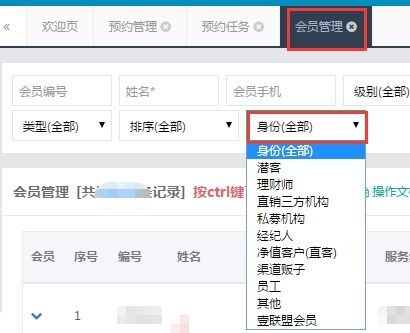 « 欢迎页 预约管理 预约任务 会员管理
会员编号 姓名* 会员手机 级别(全部)
类型(全部) 排序(全部) 身份(全部)
身份(全部)
潜客
理财师
直销三方机构
私募机构
经纪人
净值客户(直客)
渠道贩子
员工
其他
壹联盟会员
会员管理 [共 条记录] 按ctrl键 操作文
会员 序号 编号 姓名 服务
1